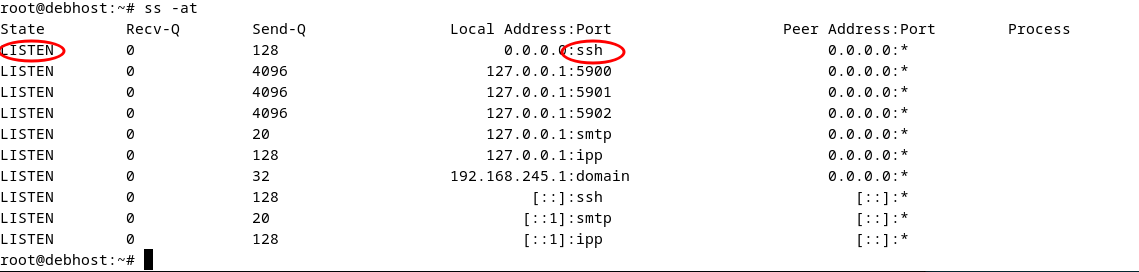 root@debhost:~# ss -at
State Recv-Q Send-Q Local Address:Port Peer Address:Port Process
LISTEN 0 128 0.0.0.0:ssh 0.0.0.0:*
LISTEN 0 4096 127.0.0.1:5900 0.0.0.0:*
LISTEN 0 4096 127.0.0.1:5901 0.0.0.0:*
LISTEN 0 4096 127.0.0.1:5902 0.0.0.0:*
LISTEN 0 20 127.0.0.1:smtp 0.0.0.0:*
LISTEN 0 128 127.0.0.1:ipp 0.0.0.0:*
LISTEN 0 32 192.168.245.1:domain 0.0.0.0:*
LISTEN 0 128 [::]:ssh [::]:*
LISTEN 0 20 [::1]:smtp [::]:*
LISTEN 0 128 [::1]:ipp [::]:*
root@debhost:~#